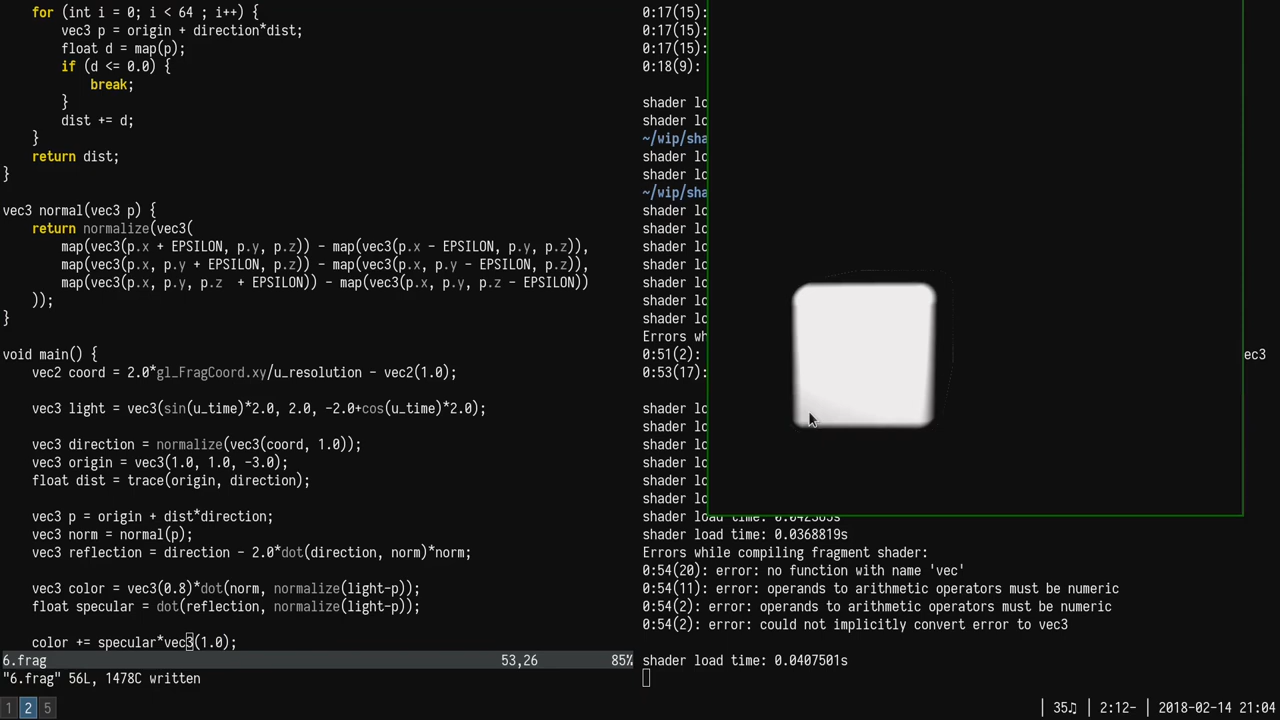 for (int i = 0; i < 64 ; i++) {
        vec3 p = origin + direction*dist;
        float d = map(p);
        if (d <= 0.0) {
            break;
        }
        dist += d;
    }
    return dist;
}
vec3 normal(vec3 p) {
    return normalize(vec3(
        map(vec3(p.x + EPSILON, p.y, p.z)) - map(vec3(p.x - EPSILON, p.y, p.z)),
        map(vec3(p.x, p.y + EPSILON, p.z)) - map(vec3(p.x, p.y - EPSILON, p.z)),
        map(vec3(p.x, p.y, p.z  + EPSILON)) - map(vec3(p.x, p.y, p.z - EPSILON))
    ));
}
void main() {
    vec2 coord = 2.0*gl_FragCoord.xy/u_resolution - vec2(1.0);
    vec3 light = vec3(sin(u_time)*2.0, 2.0, -2.0+cos(u_time)*2.0);
    vec3 direction = normalize(vec3(coord, 1.0));
    vec3 origin = vec3(1.0, 1.0, -3.0);
    float dist = trace(origin, direction);
    vec3 p = origin + dist*direction;
    vec3 norm = normal(p);
    vec3 reflection = direction - 2.0*dot(direction, norm)*norm;
    vec3 color = vec3(0.8)*dot(norm, normalize(light-p));
    float specular = dot(reflection, normalize(light-p));
    color += specular*vec3(1.0);
6.frag 53,26 85%
"6.frag" 56L, 1478C written
0:17(15):
0:17(15):
0:17(15):
0:18(9):
shader lo
shader lo
~/wip/sha
shader lo
shader lo
~/wip/sha
shader lo
shader lo
shader lo
shader lo
shader lo
shader lo
shader lo
Errors wh
0:51(2): ec3
0:53(17):
shader lo
shader lo
shader lo
shader lo
shader lo
shader lo
shader load time:
shader load time: 0.0368819s
Errors while compiling fragment shader:
0:54(20): error: no function with name 'vec'
0:54(11): error: operands to arithmetic operators must be numeric
0:54(2): error: operands to arithmetic operators must be numeric
0:54(2): error: could not implicitly convert error to vec3
shader load time: 0.0407501s
1 2 5
| 35♫ | 2:12- | 2018-02-14 21:04